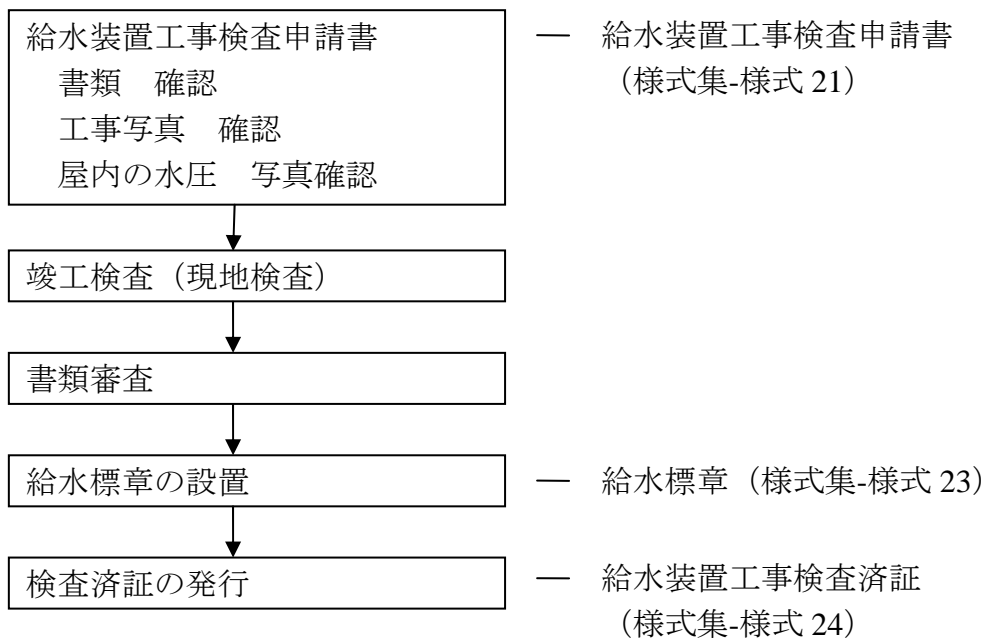 給水装置工事検査申請書
書類　確認
工事写真　確認
屋内の水圧　写真確認
― 給水装置工事検査申請書
（様式集-様式 21）
竣工検査（現地検査）
書類審査
給水標章の設置
― 給水標章（様式集-様式 23）
検査済証の発行
― 給水装置工事検査済証
（様式集-様式 24）